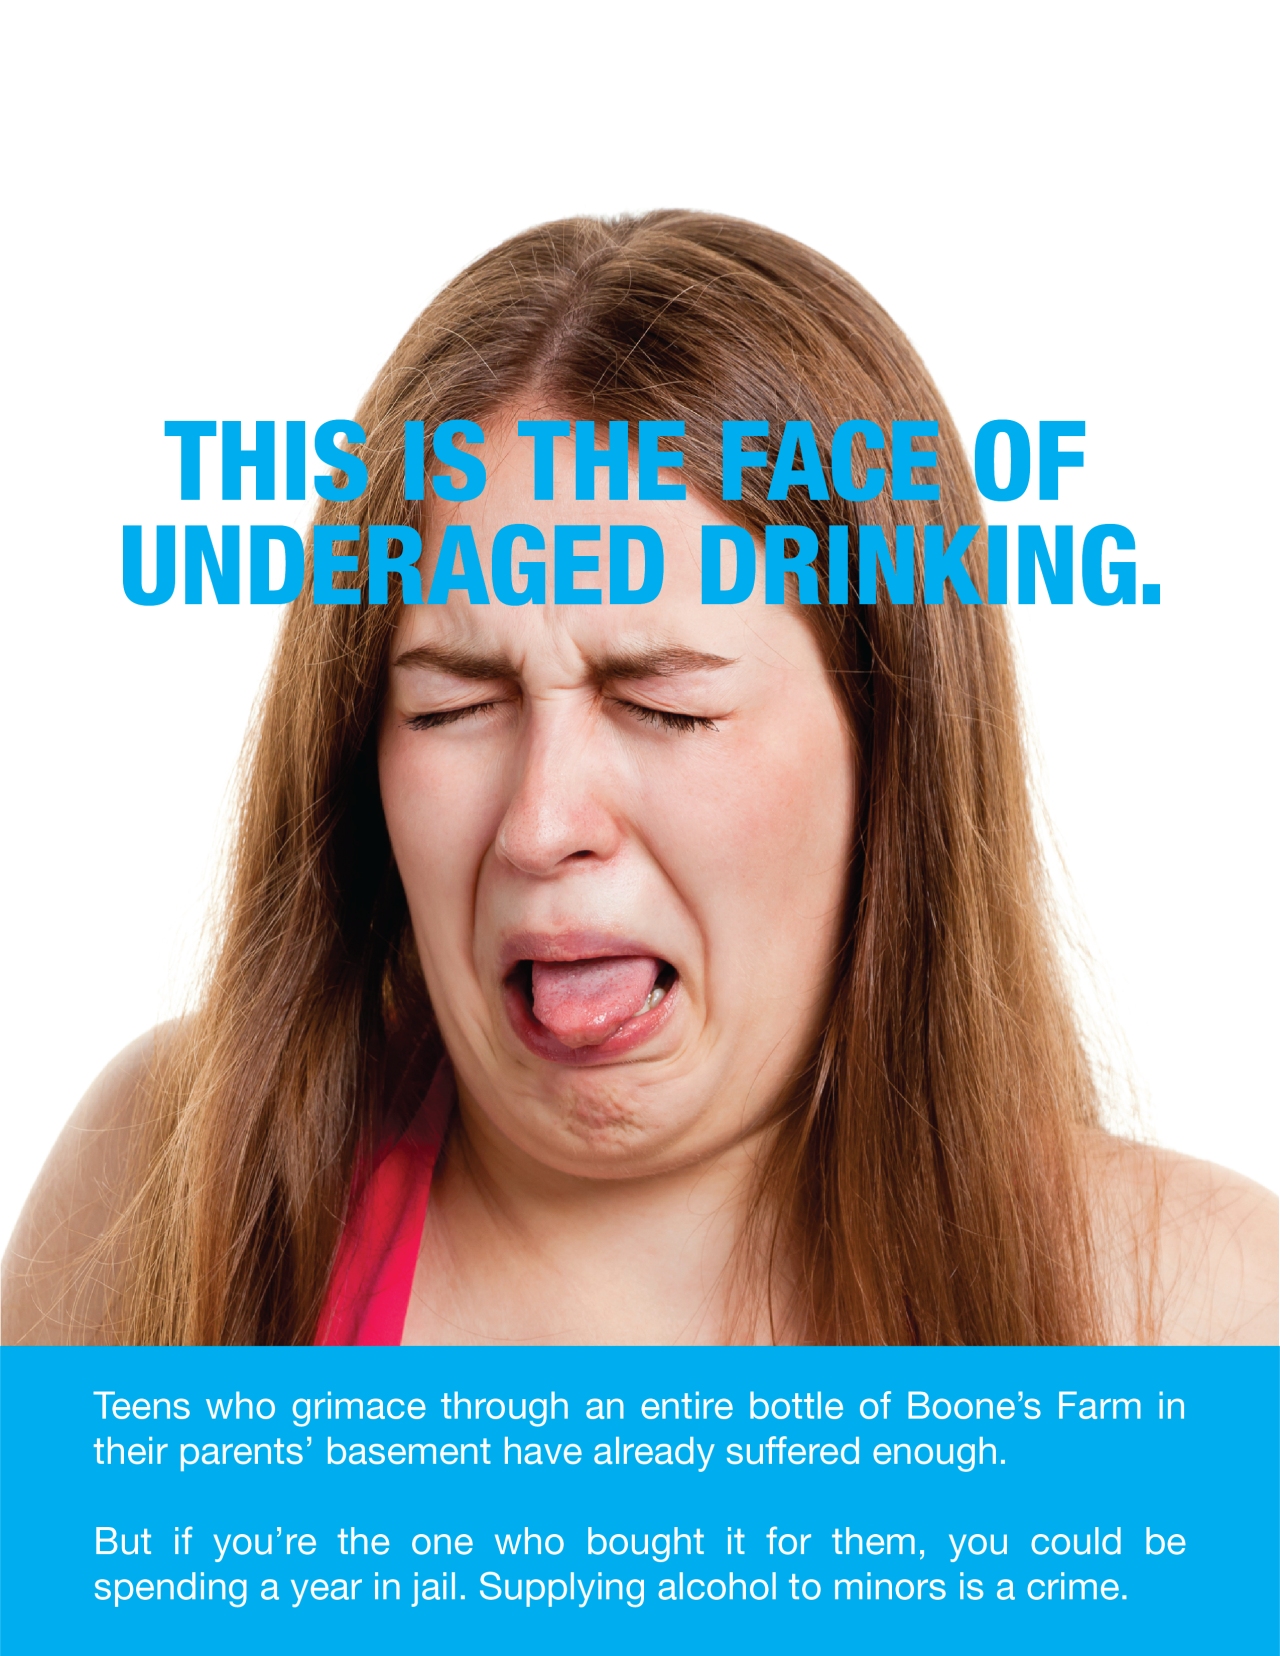 THIS IS THE FACE OF
UNDERAGED DRINKING.
Teens who grimace through an entire bottle of Boone’s Farm in
their parents’ basement have already suffered enough.
But if you’re the one who bought it for them, you could be
spending a year in jail. Supplying alcohol to minors is a crime.